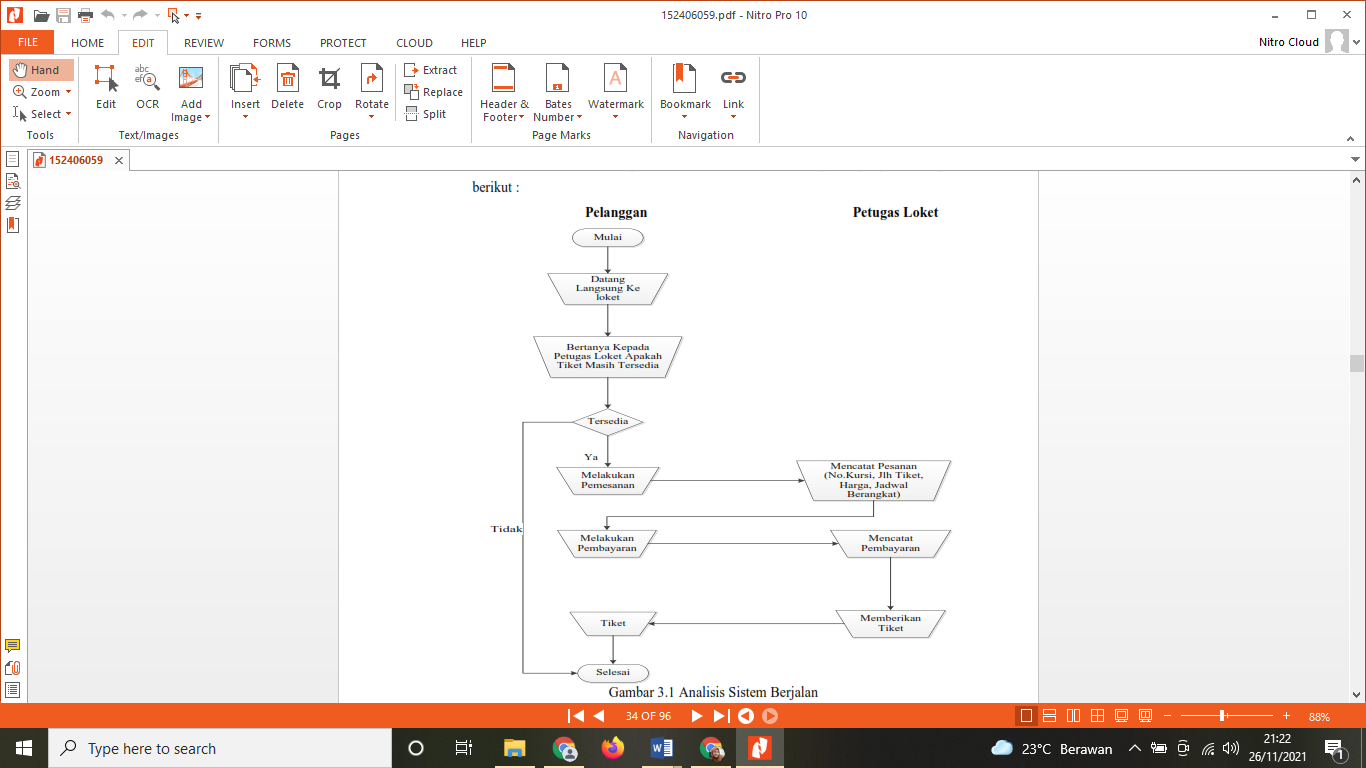 152406059.pdf - Nitro Pro 10
FILE
HOME
EDIT
REVIEW
FORMS
PROTECT
CLOUD
HELP
Nitro Cloud
Hand
Zoom
Select
Tools
Edit
OCR
Add
Image
Text/Images
Insert
Delete
Crop
Rotate
Extract
Replace
Split
Pages
Header &
Footer
Bates
Number
Watermark
Page Marks
Bookmark
Link
Navigation
152406059
berikut :
Pelanggan
Petugas Loket
Mulai
Datang
Langsung Ke
loket
Bertanya Kepada
Petugas Loket Apakah
Tiket Masih Tersedia
Tersedia
Ya
Tidak
Melakukan
Pemesanan
Mencatat Pesanan
(No.Kursi, Jlh Tiket,
Harga, Jadwal
Berangkat)
Melakukan
Pembayaran
Mencatat
Pembayaran
Memberikan
Tiket
Tiket
Selesai
Gambar 3.1 Analisis Sistem Berjalan
34 OF 96
88%
Type here to search
23°C Berawan
21:22
26/11/2021
1